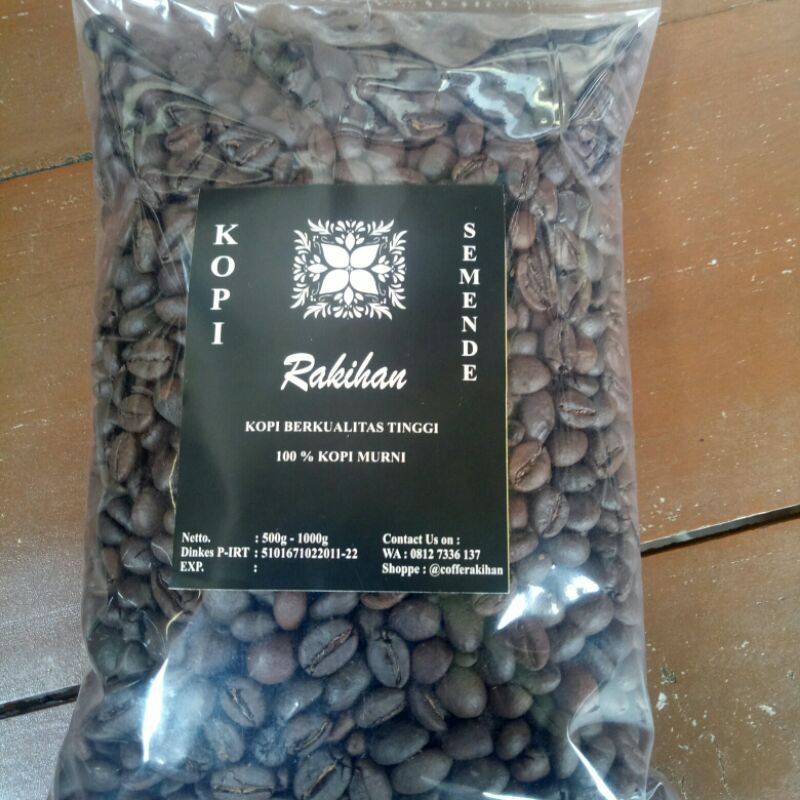 KOPI
SEMENDE
Rakihan
KOPI BERKUALITAS TINGGI
100 % KOPI MURNI
Netto. : 500g - 1000g
Dinkes P-IRT : 5101671022011-22
EXP. :
Contact Us on :
WA : 0812 7336 137
Shoppe : @cofferakihan